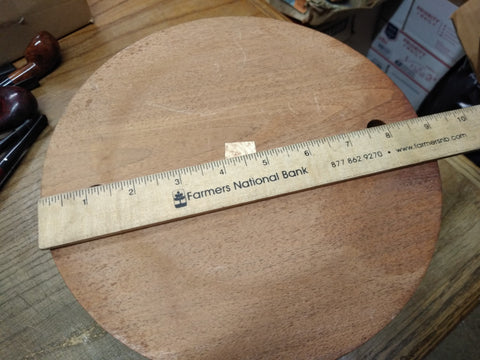 1 2 3 4 5 6 7 8 9 10
Farmers National Bank 877 862 9270 • www.farmersnb.com
PRIORITY